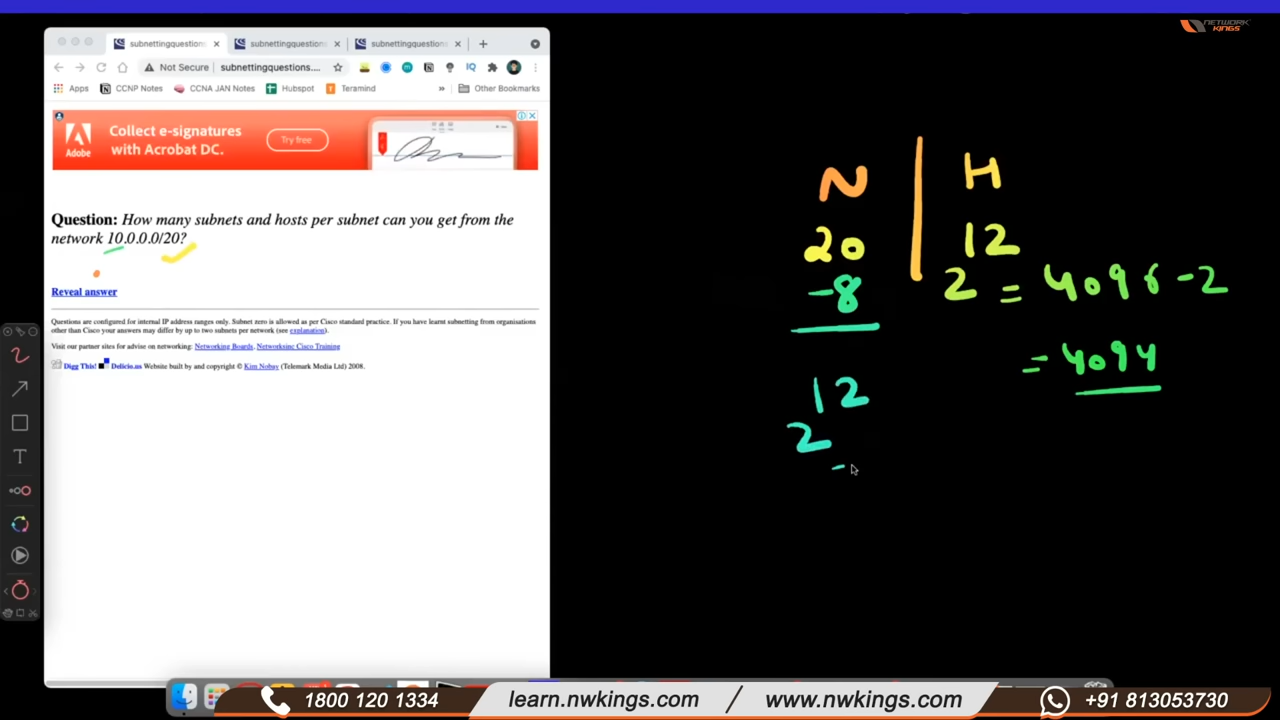 NETWORK
KINGS
subnettingquestions
subnettingquestions
subnettingquestions
Not Secure
subnettingquestions....
Apps
CCNP Notes
CCNA JAN Notes
Hubspot
Teramind
»
Other Bookmarks
Adobe
Collect e-signatures
with Acrobat DC.
Try free
Question: How many subnets and hosts per subnet can you get from the
network 10.0.0.0/20?
Reveal answer
Questions are configured for internal IP address ranges only. Subnet zero is allowed as per Cisco standard practice. If you have learnt subnetting from organisations
other than Cisco your answers may differ by up to two subnets per network (see explanation).
Visit our partner sites for advise on networking: Networking Boards, Networksinc Cisco Training
Digg This! Delicio.us Website built by and copyright © Kim Nobay (Telemark Media Ltd) 2008.
N H
20 12
-8 2 = 4096 -2
= 4094
12
2
T
1800 120 1334
learn.nwkings.com / www.nwkings.com
+91 813053730